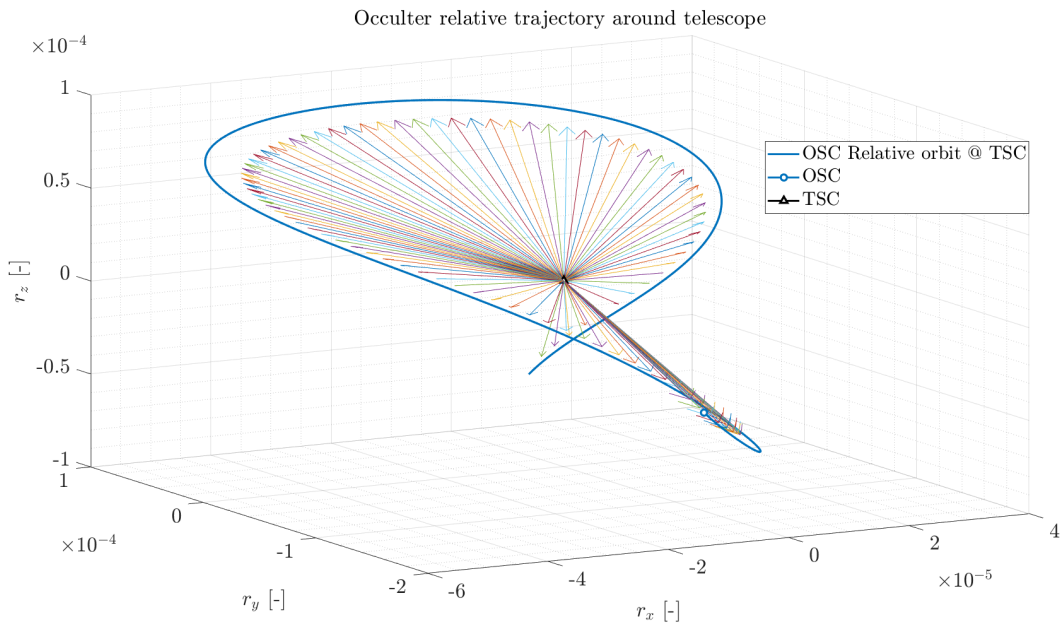 Occulter relative trajectory around telescope
×10⁻⁴
1
0.5
0
-0.5
-1
r_z [-]
OSC Relative orbit @ TSC
OSC
TSC
1
0
-1
-2
×10⁻⁴
r_y [-]
-6
-4
-2
0
2
4
×10⁻⁵
r_x [-]